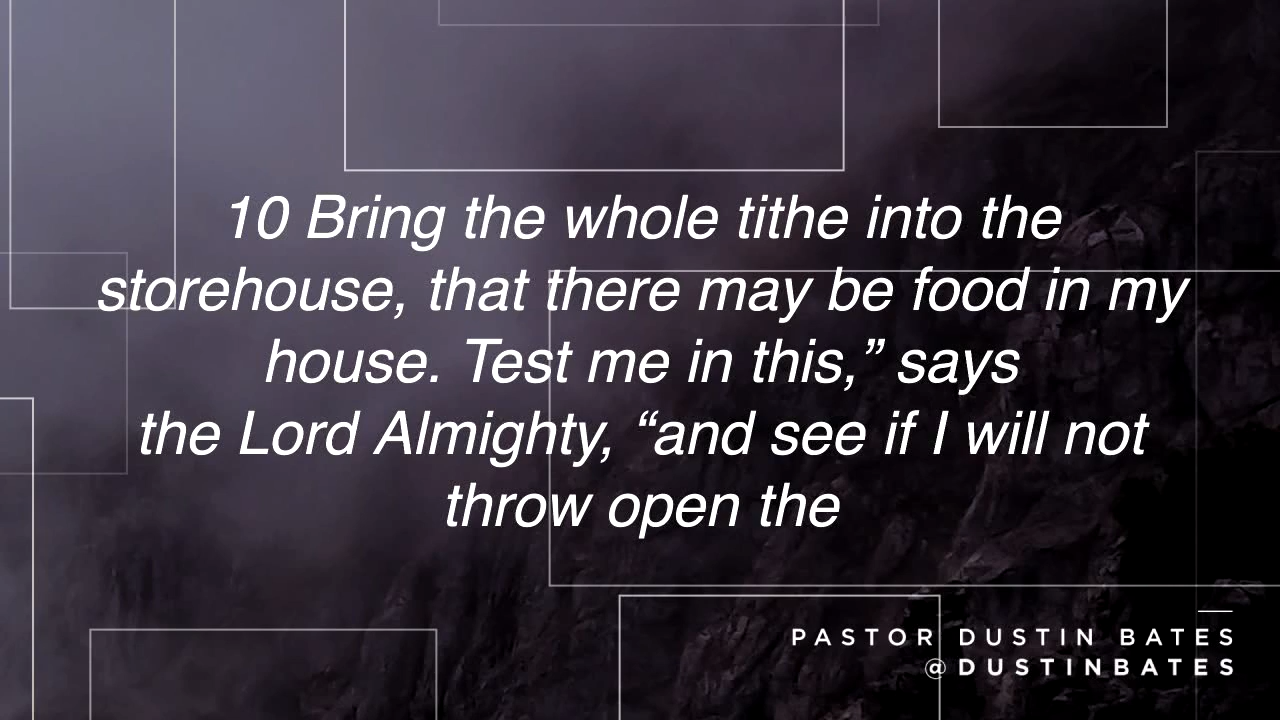 10 Bring the whole tithe into the
storehouse, that there may be food in my
house. Test me in this,” says
the Lord Almighty, “and see if I will not
throw open the
PASTOR DUSTIN BATES
@DUSTINBATES